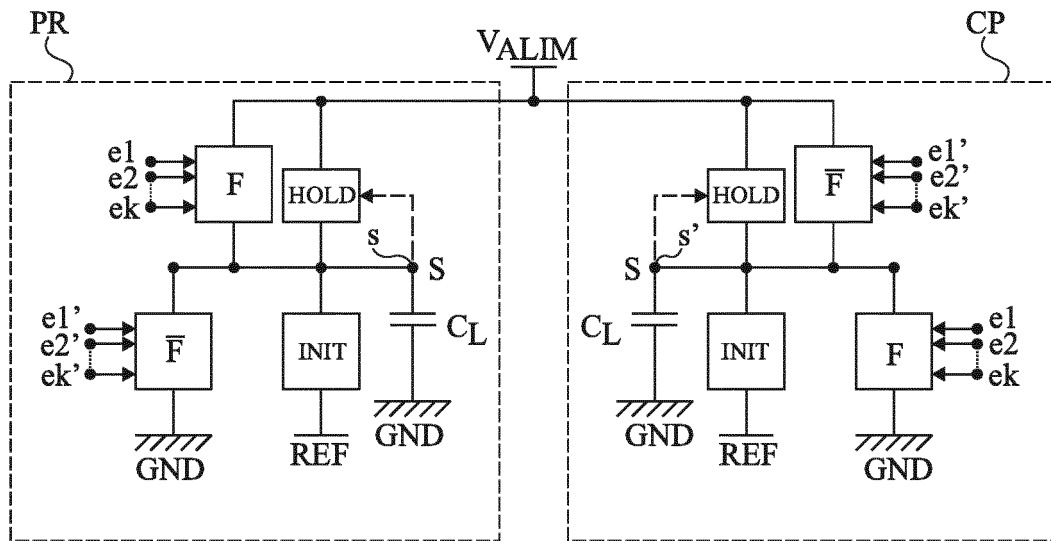 PR
CP
VALIM
e1
e2
ek
F
HOLD
s
S
e1’
e2’
ek’
F̅
INIT
CL
GND
REF
GND
HOLD
F̅
e1’
e2’
ek’
s’
S
CL
INIT
F
e1
e2
ek
GND
REF
GND